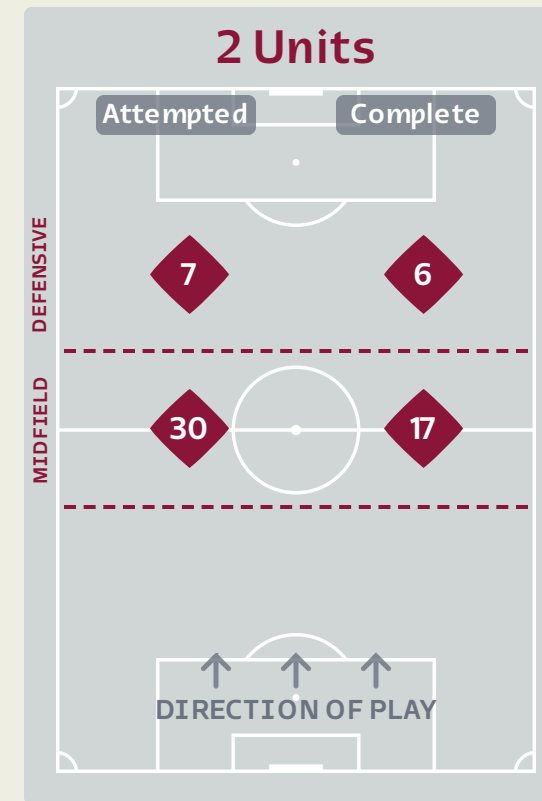 2 Units
Attempted Complete
DEFENSIVE
7 6
MIDFIELD
30 17
DIRECTION OF PLAY